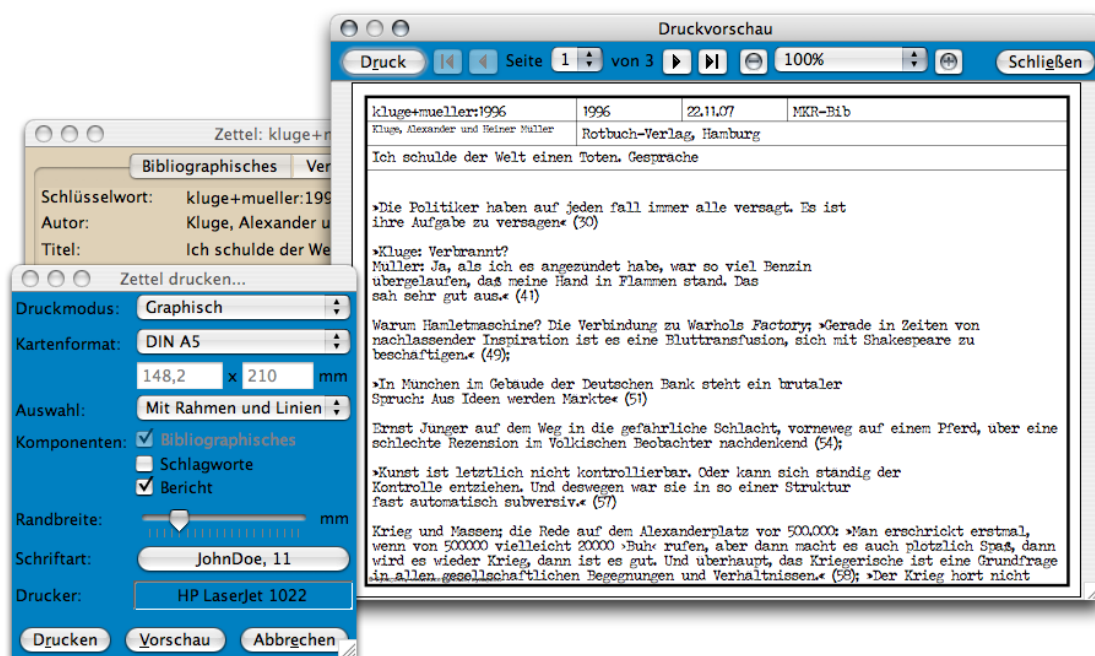 Druckvorschau
Druck Seite 1 von 3 100% Schließen
kluge+mueller:1996 1996 22.11.07 MKR-Bib
Kluge, Alexander und Heiner Muller Rotbuch-Verlag, Hamburg
Ich schulde der Welt einen Toten. Gesprache
»Die Politiker haben auf jeden fall immer alle versagt. Es ist
ihre Aufgabe zu versagen« (30)
»Kluge: Verbrannt?
Muller: Ja, als ich es angezundet habe, war so viel Benzin
ubergelaufen, daß meine Hand in Flammen stand. Das
sah sehr gut aus.« (41)
Warum Hamletmaschine? Die Verbindung zu Warhols Factory; »Gerade in Zeiten von
nachlassender Inspiration ist es eine Bluttransfusion, sich mit Shakespeare zu
beschaftigen.« (49);
»In Munchen im Gebaude der Deutschen Bank steht ein brutaler
Spruch: Aus Ideen werden Markte« (51)
Ernst Junger auf dem Weg in die gefahrliche Schlacht, vorneweg auf einem Pferd, uber eine
schlechte Rezension im Volkischen Beobachter nachdenkend (54);
»Kunst ist letztlich nicht kontrollierbar. Oder kann sich standig der
Kontrolle entziehen. Und deswegen war sie in so einer Struktur
fast automatisch subversiv.« (57)
Krieg und Massen; die Rede auf dem Alexanderplatz vor 500.000: »Man erschrickt erstmal,
wenn von 500000 vielleicht 20000 ›Buh‹ rufen, aber dann macht es auch plotzlich Spaß, dann
wird es wieder Krieg, dann ist es gut. Und uberhaupt, das Kriegerische ist eine Grundfrage
in allen gesellschaftlichen Begegnungen und Verhaltnissen.« (58); »Der Krieg hort nicht
Zettel: kluge+m
Bibliographisches Ver
Schlüsselwort: kluge+mueller:199
Autor: Kluge, Alexander u
Titel: Ich schulde der We
Zettel drucken...
Druckmodus: Graphisch
Kartenformat: DIN A5
148,2 x 210 mm
Auswahl: Mit Rahmen und Linien
Komponenten: Bibliographisches
Schlagworte
Bericht
Randbreite: mm
Schriftart: JohnDoe, 11
Drucker: HP LaserJet 1022
Drucken Vorschau Abbrechen